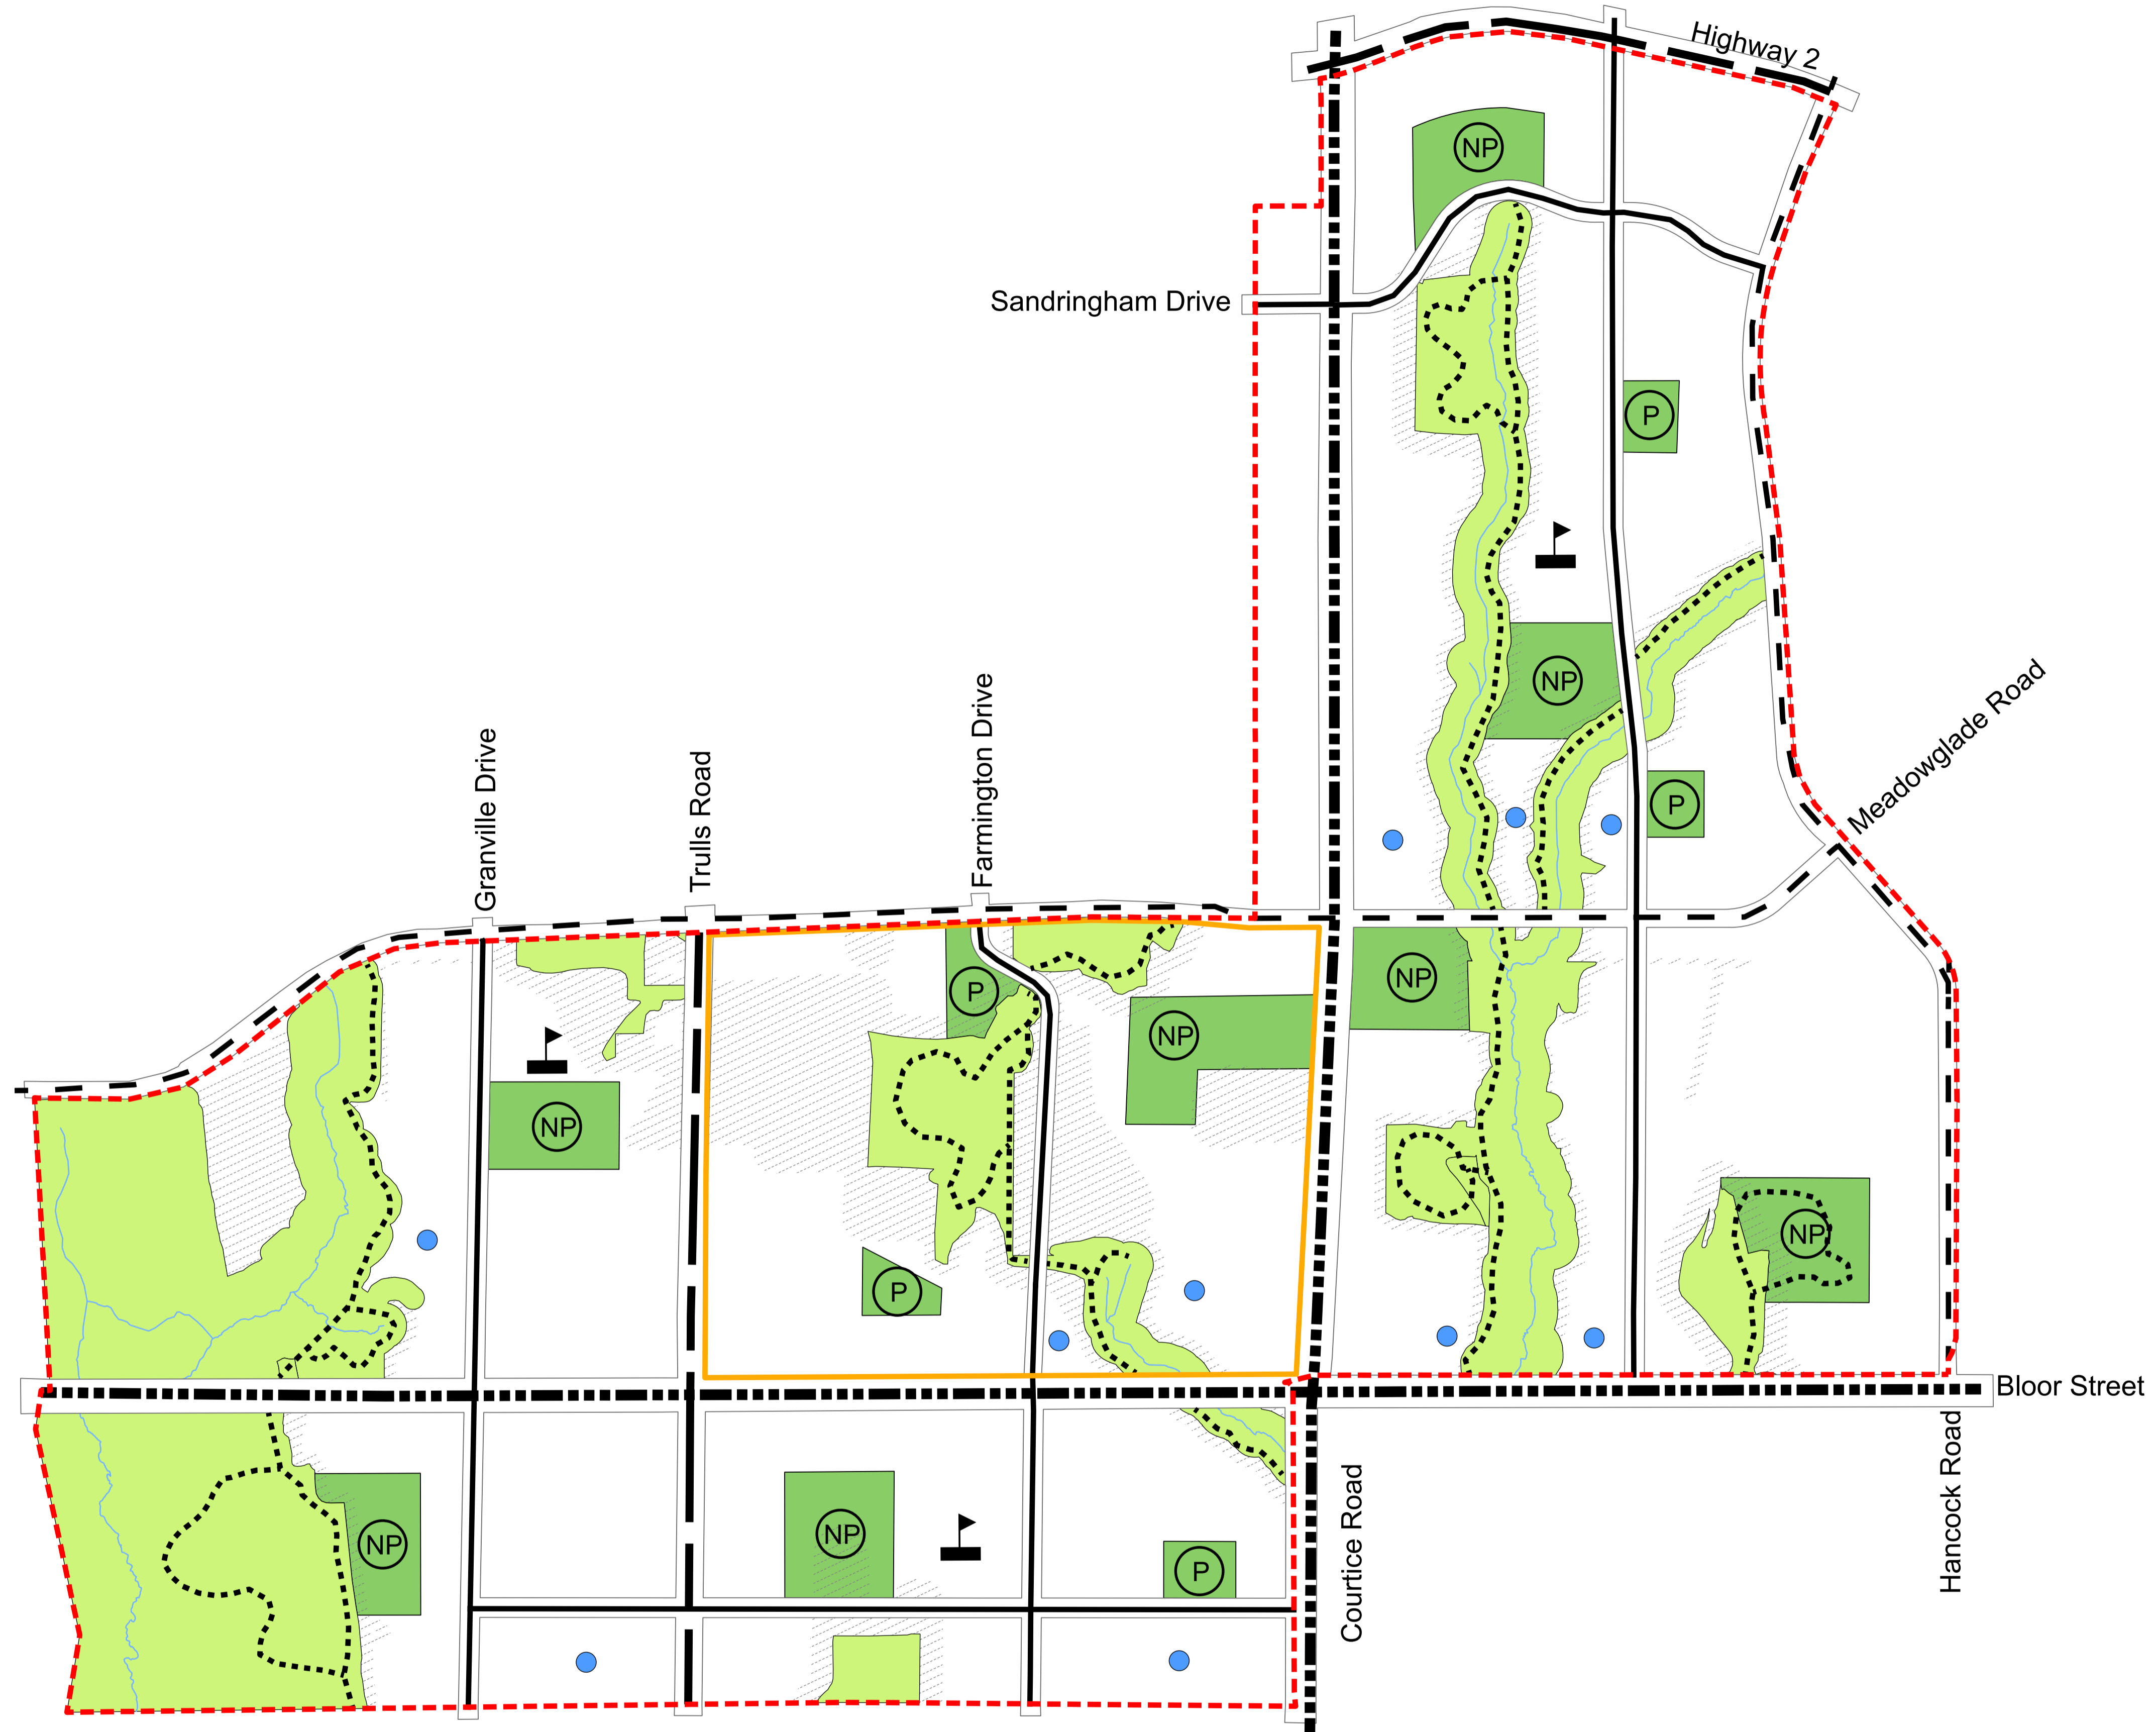 Highway 2
NP
Sandringham Drive
P
NP
Meadowglade Road
P
Granville Drive
Trulls Road
Farmington Drive
NP
P
NP
NP
NP
P
Bloor Street
NP
NP
P
Courtice Road
Hancock Road